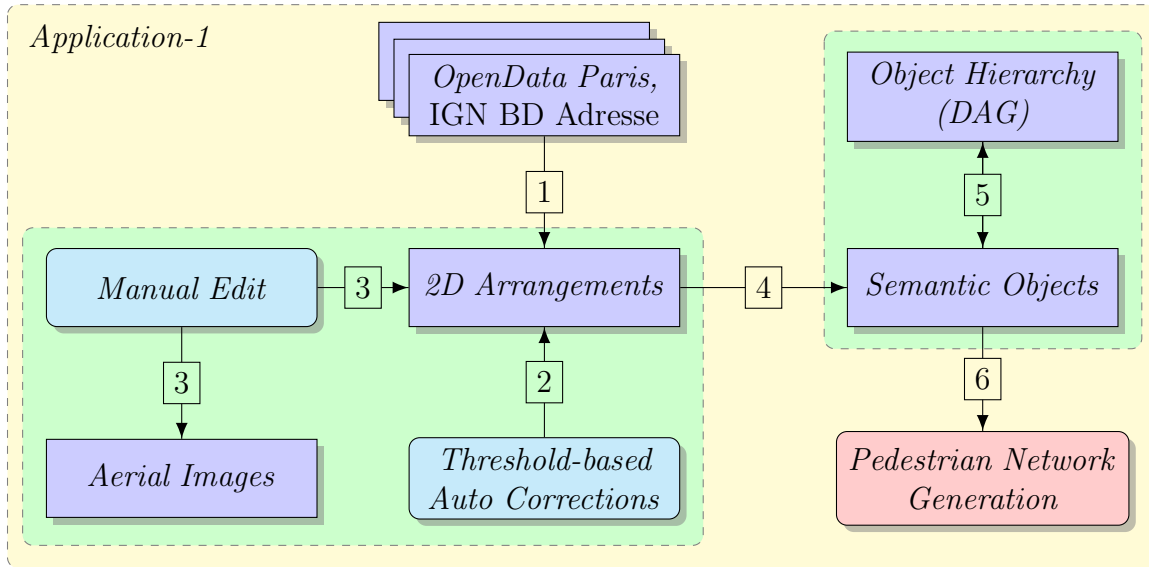 Application-1
OpenData Paris,
IGN BD Adresse
Object Hierarchy
(DAG)
1
5
Manual Edit
3
2D Arrangements
4
Semantic Objects
3
2
6
Aerial Images
Threshold-based
Auto Corrections
Pedestrian Network
Generation